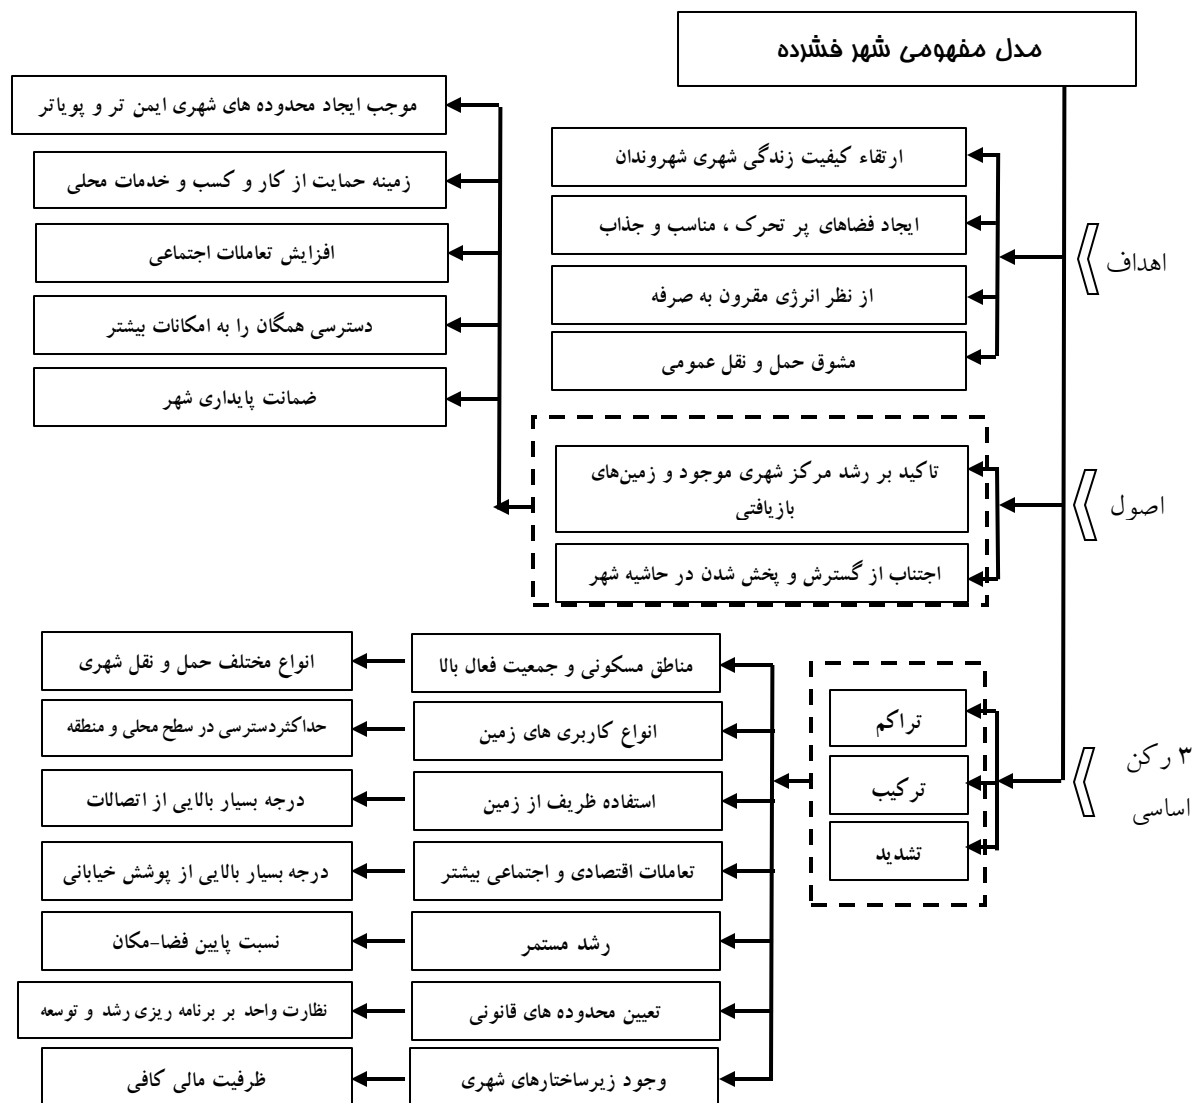 مدل مفهومی شهر فشرده
اهداف
ارتقاء کیفیت زندگی شهری شهروندان
ایجاد فضاهای پر تحرک ، مناسب و جذاب
از نظر انرژی مقرون به صرفه
مشوق حمل و نقل عمومی
اصول
تاکید بر رشد مرکز شهری موجود و زمین‌های
بازیافتی
اجتناب از گسترش و پخش شدن در حاشیه شهر
موجب ایجاد محدوده های شهری ایمن تر و پویاتر
زمینه حمایت از کار و کسب و خدمات محلی
افزایش تعاملات اجتماعی
دسترسی همگان را به امکانات بیشتر
ضمانت پایداری شهر
۳ رکن
اساسی
تراکم
ترکیب
تشدید
مناطق مسکونی و جمعیت فعال بالا
انواع مختلف حمل و نقل شهری
انواع کاربری های زمین
حداکثردسترسی در سطح محلی و منطقه
استفاده ظریف از زمین
درجه بسیار بالایی از اتصالات
تعاملات اقتصادی و اجتماعی بیشتر
درجه بسیار بالایی از پوشش خیابانی
رشد مستمر
نسبت پایین فضا-مکان
تعیین محدوده های قانونی
نظارت واحد بر برنامه ریزی رشد و توسعه
وجود زیرساختارهای شهری
ظرفیت مالی کافی